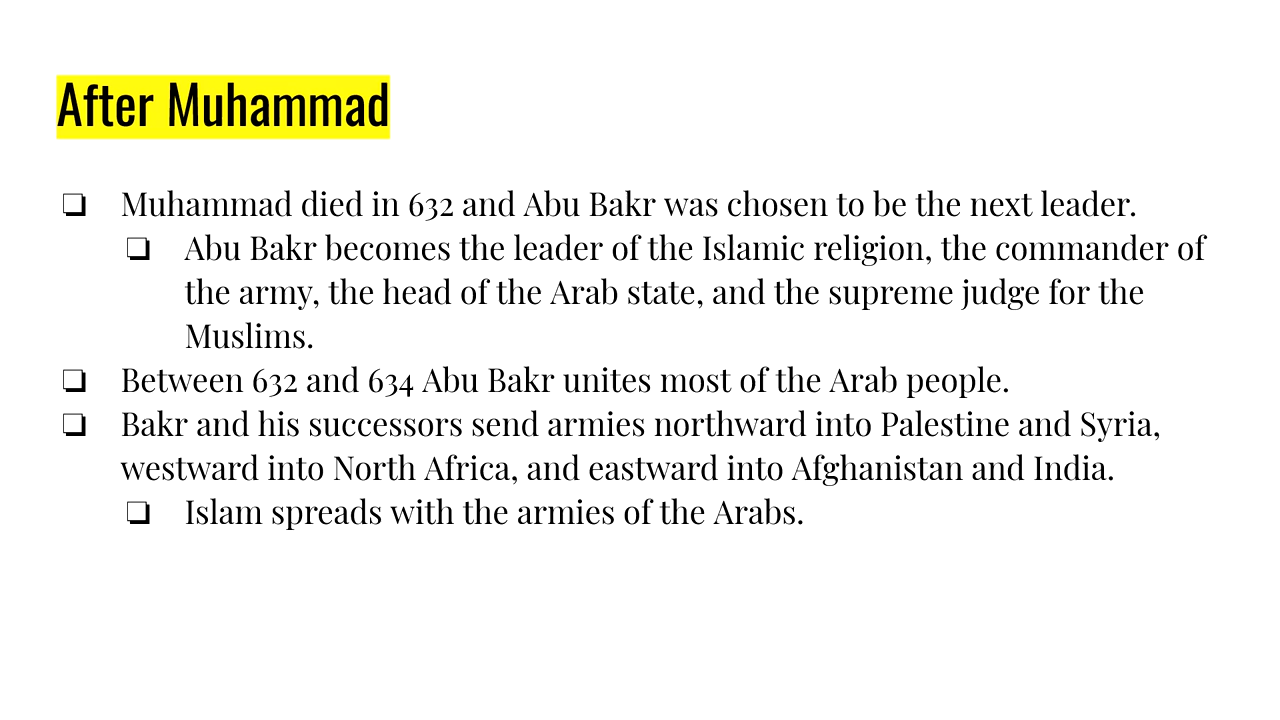 After Muhammad
❏ Muhammad died in 632 and Abu Bakr was chosen to be the next leader.
❏ Abu Bakr becomes the leader of the Islamic religion, the commander of
the army, the head of the Arab state, and the supreme judge for the
Muslims.
❏ Between 632 and 634 Abu Bakr unites most of the Arab people.
❏ Bakr and his successors send armies northward into Palestine and Syria,
westward into North Africa, and eastward into Afghanistan and India.
❏ Islam spreads with the armies of the Arabs.